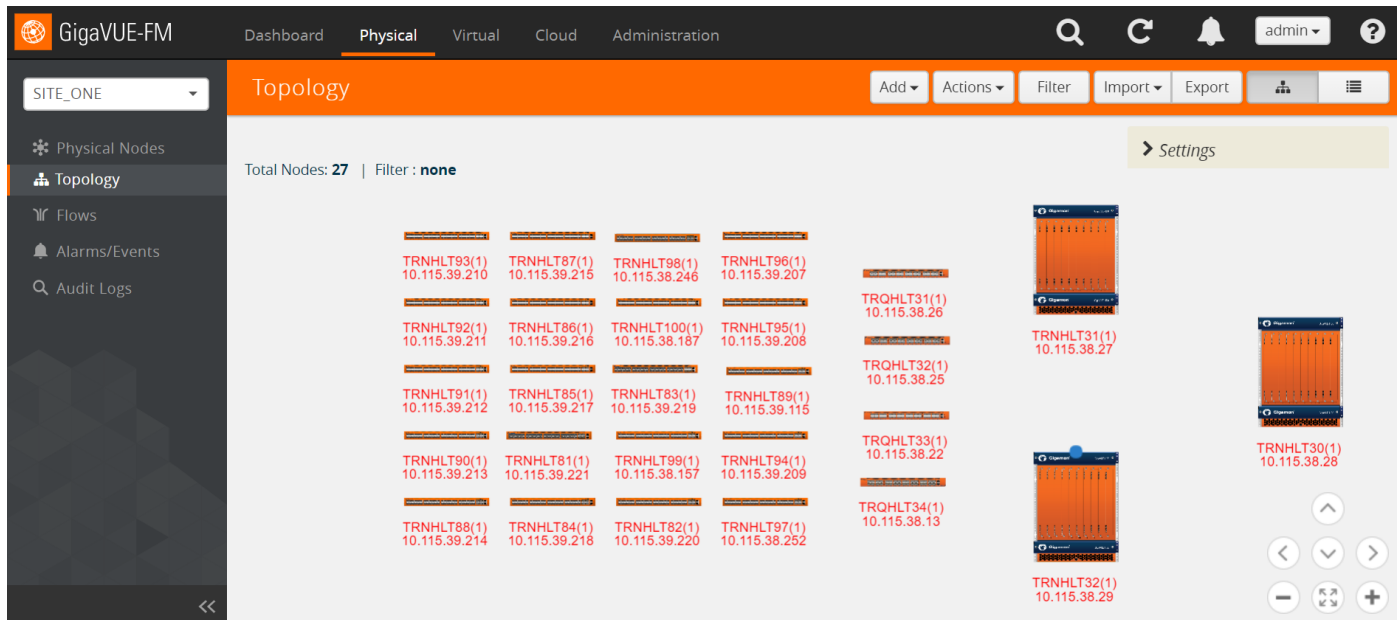 GigaVUE-FM
Dashboard Physical Virtual Cloud Administration
admin
SITE_ONE
Physical Nodes
Topology
Flows
Alarms/Events
Audit Logs
Topology
Add Actions Filter Import Export
Settings
Total Nodes: 27 | Filter : none
TRNHLT93(1)
10.115.39.210
TRNHLT87(1)
10.115.39.215
TRNHLT98(1)
10.115.38.246
TRNHLT96(1)
10.115.39.207
TRNHLT92(1)
10.115.39.211
TRNHLT86(1)
10.115.39.216
TRNHLT100(1)
10.115.38.187
TRNHLT95(1)
10.115.39.208
TRNHLT91(1)
10.115.39.212
TRNHLT85(1)
10.115.39.217
TRNHLT83(1)
10.115.39.219
TRNHLT89(1)
10.115.39.115
TRNHLT90(1)
10.115.39.213
TRNHLT81(1)
10.115.39.221
TRNHLT99(1)
10.115.38.157
TRNHLT94(1)
10.115.39.209
TRNHLT88(1)
10.115.39.214
TRNHLT84(1)
10.115.39.218
TRNHLT82(1)
10.115.39.220
TRNHLT97(1)
10.115.38.252
TRQHLT31(1)
10.115.38.26
TRQHLT32(1)
10.115.38.25
TRQHLT33(1)
10.115.38.22
TRQHLT34(1)
10.115.38.13
TRNHLT31(1)
10.115.38.27
TRNHLT32(1)
10.115.38.29
TRNHLT30(1)
10.115.38.28